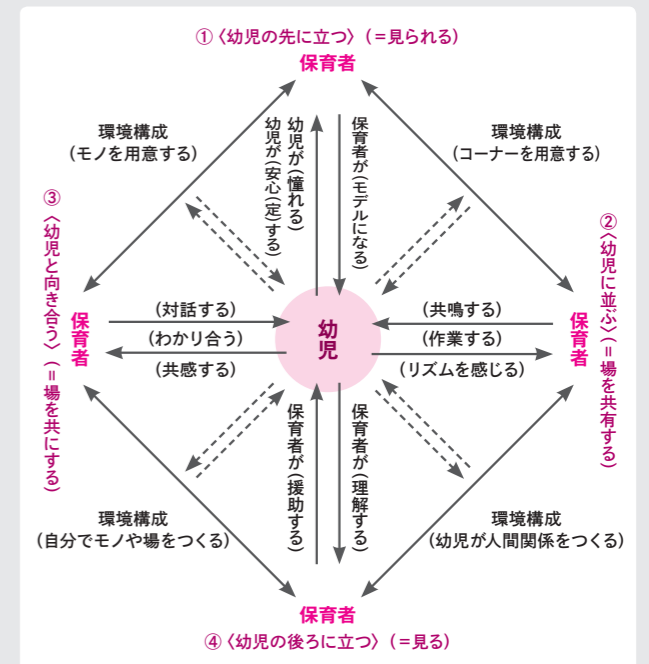 ①〈幼児の先に立つ〉(=見られる)
保育者
環境構成
(モノを用意する)
幼児が(憧れる)
幼児が(安心(定)する)
保育者が(モデルになる)
環境構成
(コーナーを用意する)
③〈幼児と向き合う〉(=場を共にする)
保育者
(対話する)
(わかり合う)
(共感する)
幼児
(共鳴する)
(作業する)
(リズムを感じる)
保育者
②〈幼児に並ぶ〉(=場を共有する)
環境構成
(自分でモノや場をつくる)
保育者が(援助する)
保育者が(理解する)
環境構成
(幼児が人間関係をつくる)
保育者
④〈幼児の後ろに立つ〉(=見る)